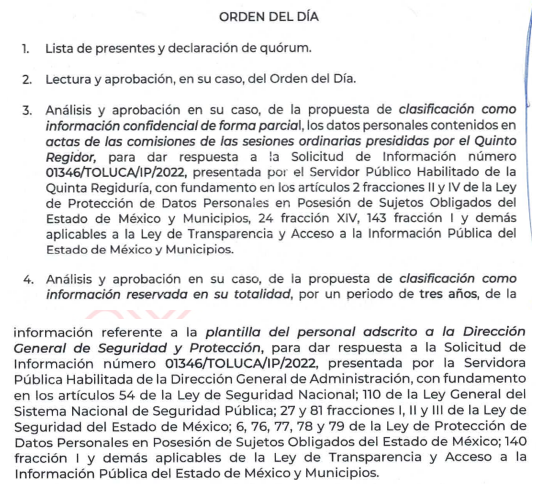 ORDEN DEL DÍA
1. Lista de presentes y declaración de quórum.
2. Lectura y aprobación, en su caso, del Orden del Día.
3. Análisis y aprobación en su caso, de la propuesta de clasificación como
información confidencial de forma parcial, los datos personales contenidos en
actas de las comisiones de las sesiones ordinarias presididas por el Quinto
Regidor, para dar respuesta a la Solicitud de Información número
01346/TOLUCA/IP/2022, presentada por el Servidor Público Habilitado de la
Quinta Regiduría, con fundamento en los artículos 2 fracciones II y IV de la Ley
de Protección de Datos Personales en Posesión de Sujetos Obligados del
Estado de México y Municipios, 24 fracción XIV, 143 fracción I y demás
aplicables a la Ley de Transparencia y Acceso a la Información Pública del
Estado de México y Municipios.
4. Análisis y aprobación en su caso, de la propuesta de clasificación como
información reservada en su totalidad, por un periodo de tres años, de la
información referente a la plantilla del personal adscrito a la Dirección
General de Seguridad y Protección, para dar respuesta a la Solicitud de
Información número 01346/TOLUCA/IP/2022, presentada por la Servidora
Pública Habilitada de la Dirección General de Administración, con fundamento
en los artículos 54 de la Ley de Seguridad Nacional; 110 de la Ley General del
Sistema Nacional de Seguridad Pública; 27 y 81 fracciones I, II y III de la Ley de
Seguridad del Estado de México; 6, 76, 77, 78 y 79 de la Ley de Protección de
Datos Personales en Posesión de Sujetos Obligados del Estado de México; 140
fracción I y demás aplicables de la Ley de Transparencia y Acceso a la
Información Pública del Estado de México y Municipios.